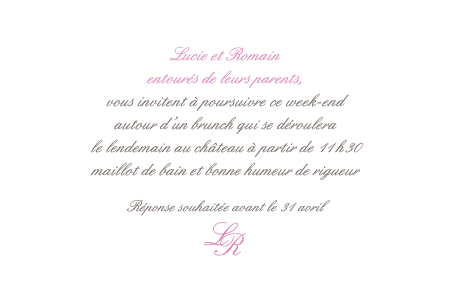 Lucie et Romain
entourés de leurs parents,
vous invitent à poursuivre ce week-end
autour d'un brunch qui se déroulera
le lendemain au château à partir de 11h30
maillot de bain et bonne humeur de rigueur
Réponse souhaitée avant le 31 avril
LR